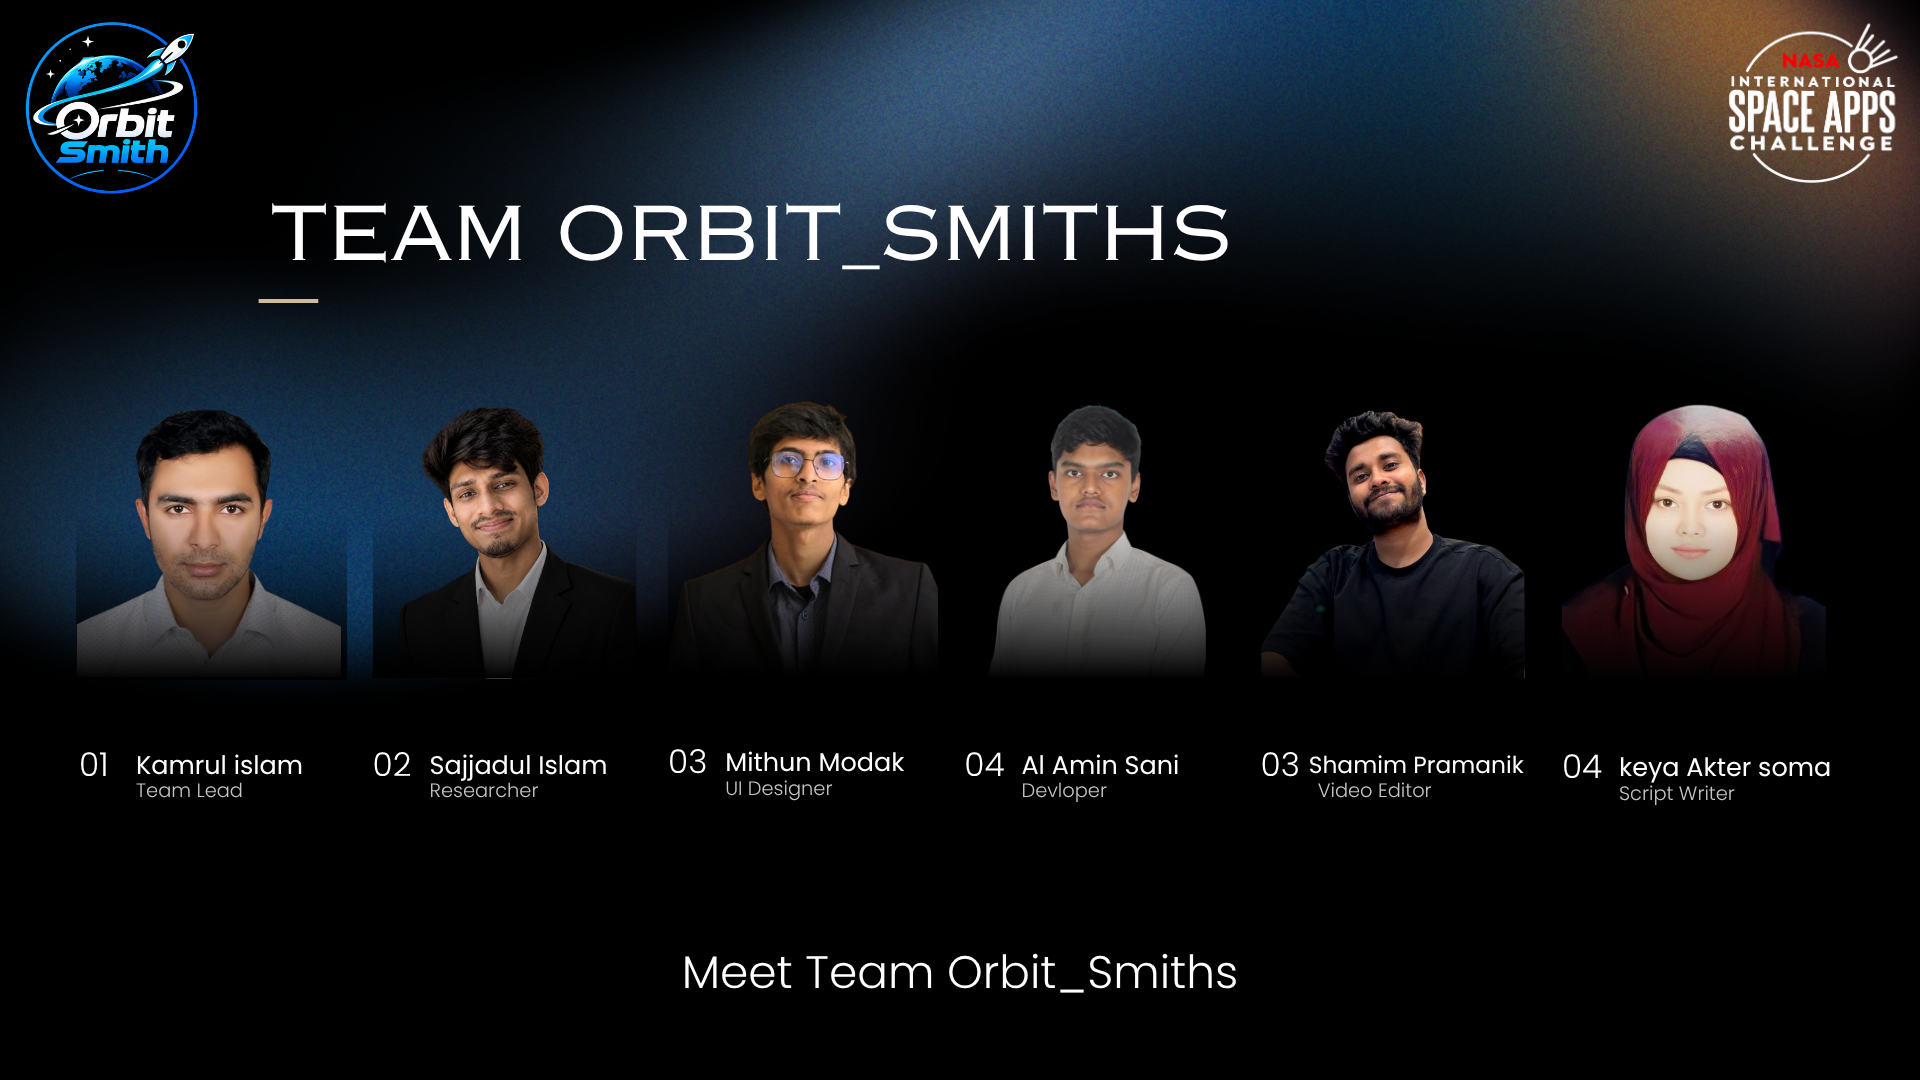 Orbit
Smith
NASA
INTERNATIONAL
SPACE APPS
CHALLENGE
TEAM ORBIT_SMITHS
01 Kamrul islam
Team Lead
02 Sajjadul Islam
Researcher
03 Mithun Modak
UI Designer
04 Al Amin Sani
Devloper
03 Shamim Pramanik
Video Editor
04 keya Akter soma
Script Writer
Meet Team Orbit_Smiths